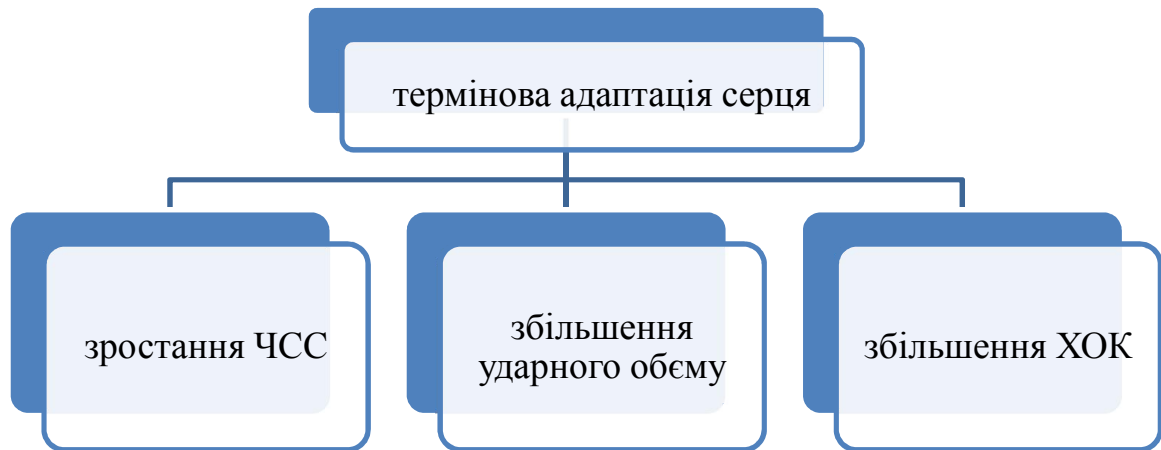 термінова адаптація серця
зростання ЧСС
збільшення
ударного обєму
збільшення ХОК